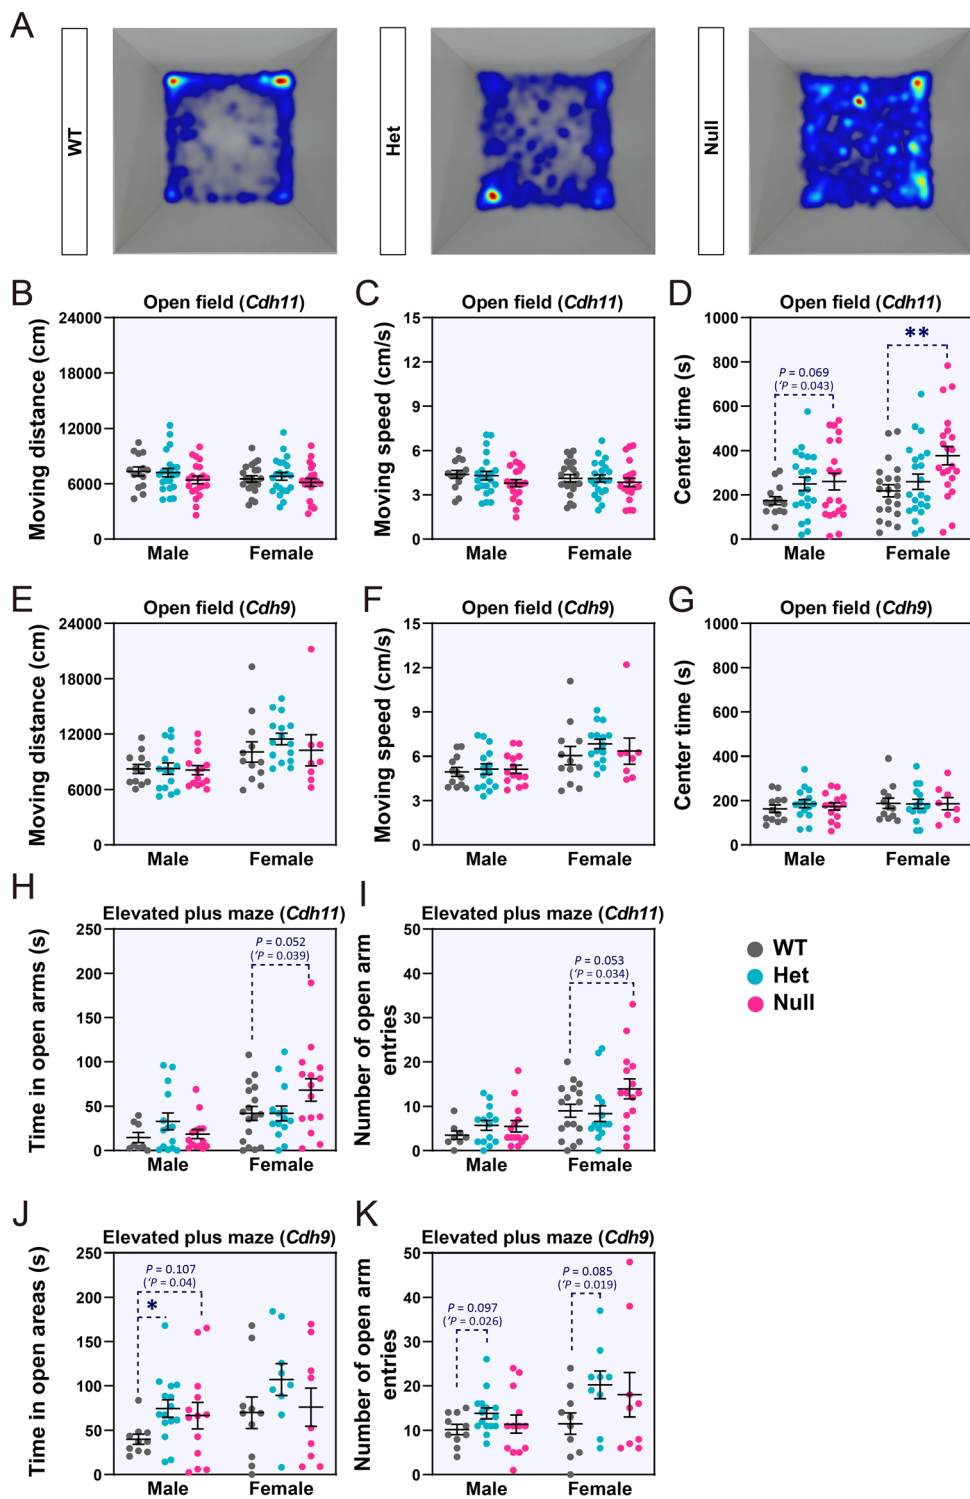 A
WT
Het
Null
B
Open field (Cdh11)
Moving distance (cm)
24000
18000
12000
6000
0
Male
Female
C
Open field (Cdh11)
Moving speed (cm/s)
15
12
9
6
3
0
Male
Female
D
Open field (Cdh11)
Center time (s)
1000
800
600
400
200
0
P = 0.069
(‘P = 0.043)
**
Male
Female
E
Open field (Cdh9)
Moving distance (cm)
24000
18000
12000
6000
0
Male
Female
F
Open field (Cdh9)
Moving speed (cm/s)
15
12
9
6
3
0
Male
Female
G
Open field (Cdh9)
Center time (s)
1000
800
600
400
200
0
Male
Female
H
Elevated plus maze (Cdh11)
Time in open arms (s)
250
200
150
100
50
0
P = 0.052
(‘P = 0.039)
Male
Female
I
Elevated plus maze (Cdh11)
Number of open arm
entries
50
40
30
20
10
0
P = 0.053
(‘P = 0.034)
Male
Female
WT
Het
Null
J
Elevated plus maze (Cdh9)
Time in open areas (s)
250
200
150
100
50
0
P = 0.107
(‘P = 0.04)
*
Male
Female
K
Elevated plus maze (Cdh9)
Number of open arm
entries
50
40
30
20
10
0
P = 0.097
(‘P = 0.026)
P = 0.085
(‘P = 0.019)
Male
Female